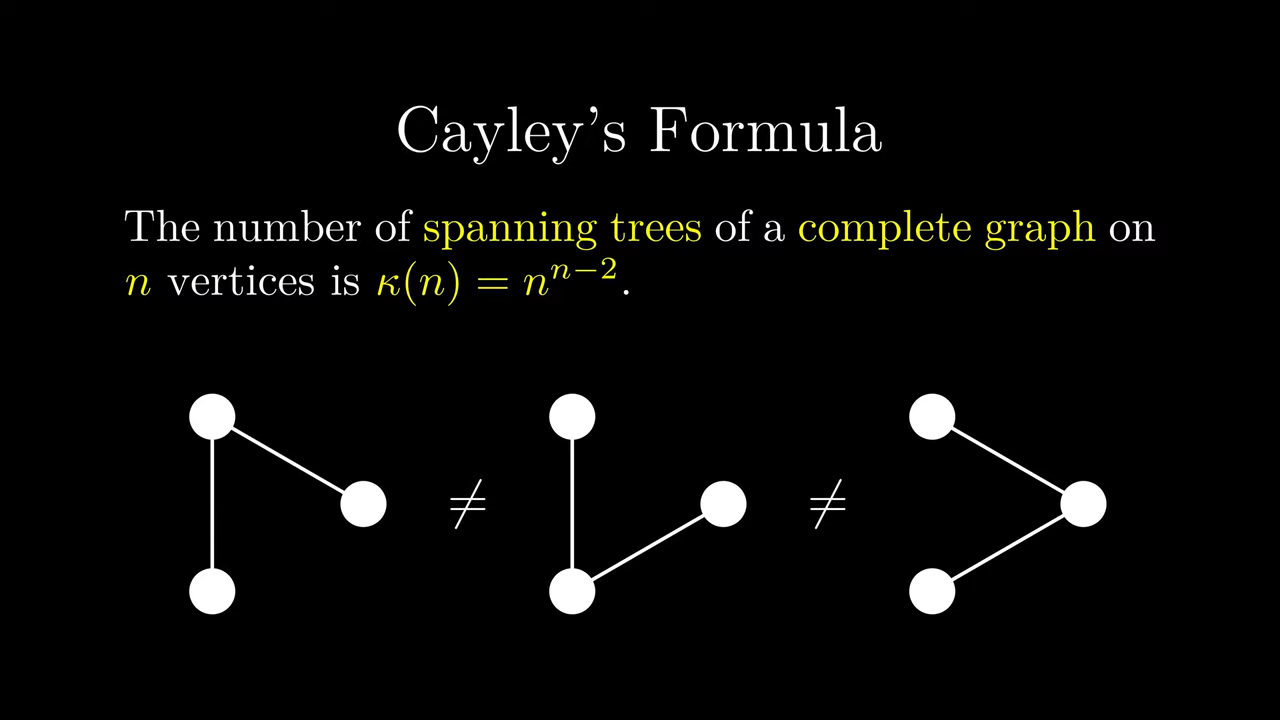 Cayley's Formula
The number of spanning trees of a complete graph on
n vertices is κ(n) = n^{n−2}.
≠ ≠